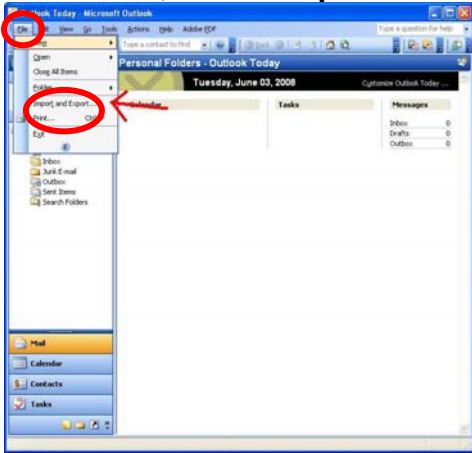 Outlook Today - Microsoft Outlook
File View Go Tools Actions Help Adobe PDF
Type a question for help
Type a contact to find
Personal Folders - Outlook Today
Open
Close All Items
Folder
Import and Export...
Print...
Exit
Tuesday, June 03, 2008
Customize Outlook Today ...
Calendar
Tasks
Messages
Inbox 0
Drafts 0
Outbox 0
Inbox
Junk E-mail
Outbox
Sent Items
Search Folders
Mail
Calendar
Contacts
Tasks